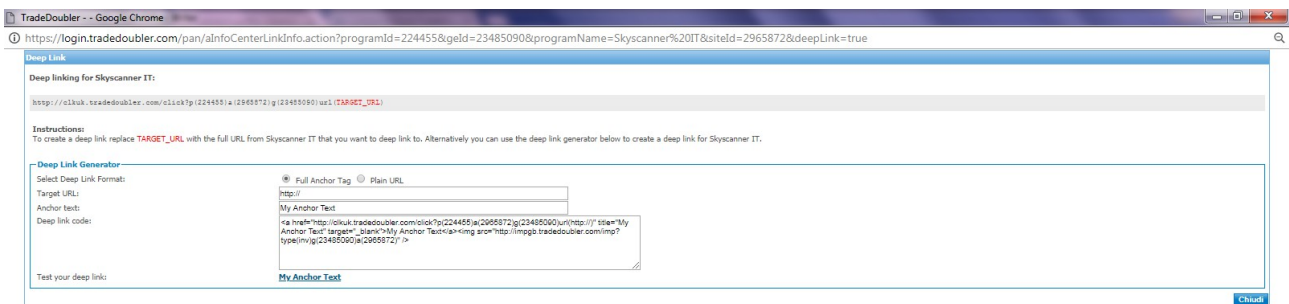 TradeDoubler - - Google Chrome
https://login.tradedoubler.com/pan/aInfoCenterLinkInfo.action?programId=224455&geId=23485090&programName=Skyscanner%20IT&siteId=2965872&deepLink=true
Deep Link
Deep linking for Skyscanner IT:
http://clkuk.tradedoubler.com/click?p(224455)a(2965872)g(23485090)url(TARGET_URL)
Instructions:
To create a deep link replace TARGET_URL with the full URL from Skyscanner IT that you want to deep link to. Alternatively you can use the deep link generator below to create a deep link for Skyscanner IT.
Deep Link Generator
Select Deep Link Format: Full Anchor Tag Plain URL
Target URL: http://
Anchor text: My Anchor Text
Deep link code: <a href="http://clkuk.tradedoubler.com/click?p(224455)a(2965872)g(23485090)url(http://)" title="My
Anchor Text" target="_blank">My Anchor Text</a><img src="http://impgb.tradedoubler.com/imp?
type(inv)g(23485090)a(2965872)" />
Test your deep link: My Anchor Text
Chiudi